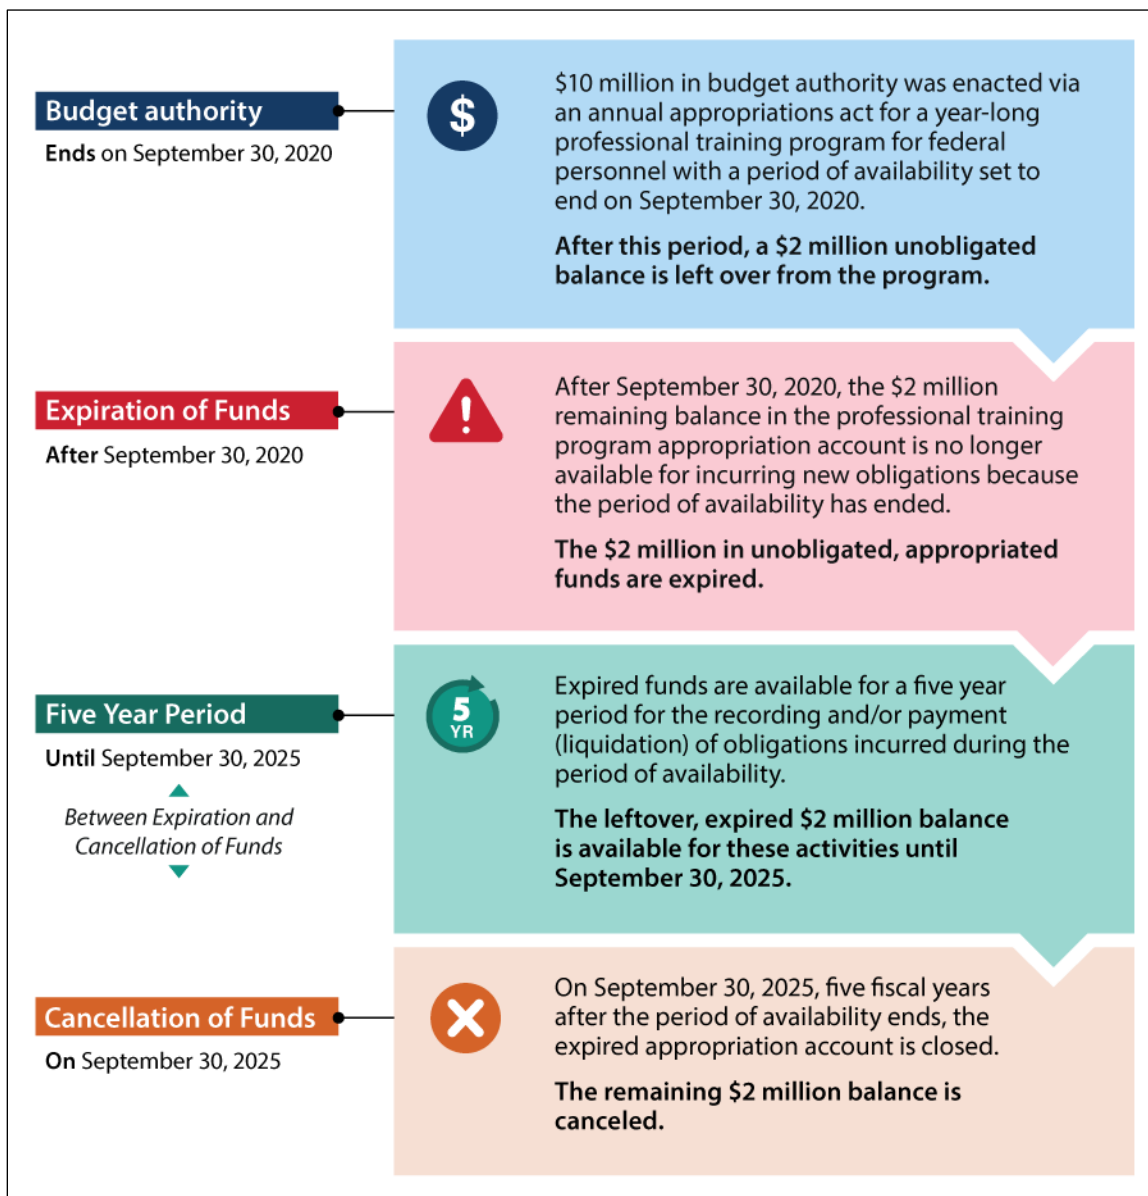 Budget authority
Ends on September 30, 2020
$
$10 million in budget authority was enacted via
an annual appropriations act for a year-long
professional training program for federal
personnel with a period of availability set to
end on September 30, 2020.
After this period, a $2 million unobligated
balance is left over from the program.
Expiration of Funds
After September 30, 2020
!
After September 30, 2020, the $2 million
remaining balance in the professional training
program appropriation account is no longer
available for incurring new obligations because
the period of availability has ended.
The $2 million in unobligated, appropriated
funds are expired.
Five Year Period
Until September 30, 2025
Between Expiration and
Cancellation of Funds
5
YR
Expired funds are available for a five year
period for the recording and/or payment
(liquidation) of obligations incurred during the
period of availability.
The leftover, expired $2 million balance
is available for these activities until
September 30, 2025.
Cancellation of Funds
On September 30, 2025
On September 30, 2025, five fiscal years
after the period of availability ends, the
expired appropriation account is closed.
The remaining $2 million balance is
canceled.